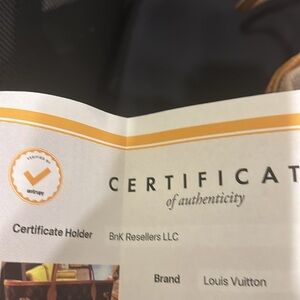 VERIFIED BY
entrupy
CERTIFICAT
of authenticity
Certificate Holder BnK Resellers LLC
Brand Louis Vuitton